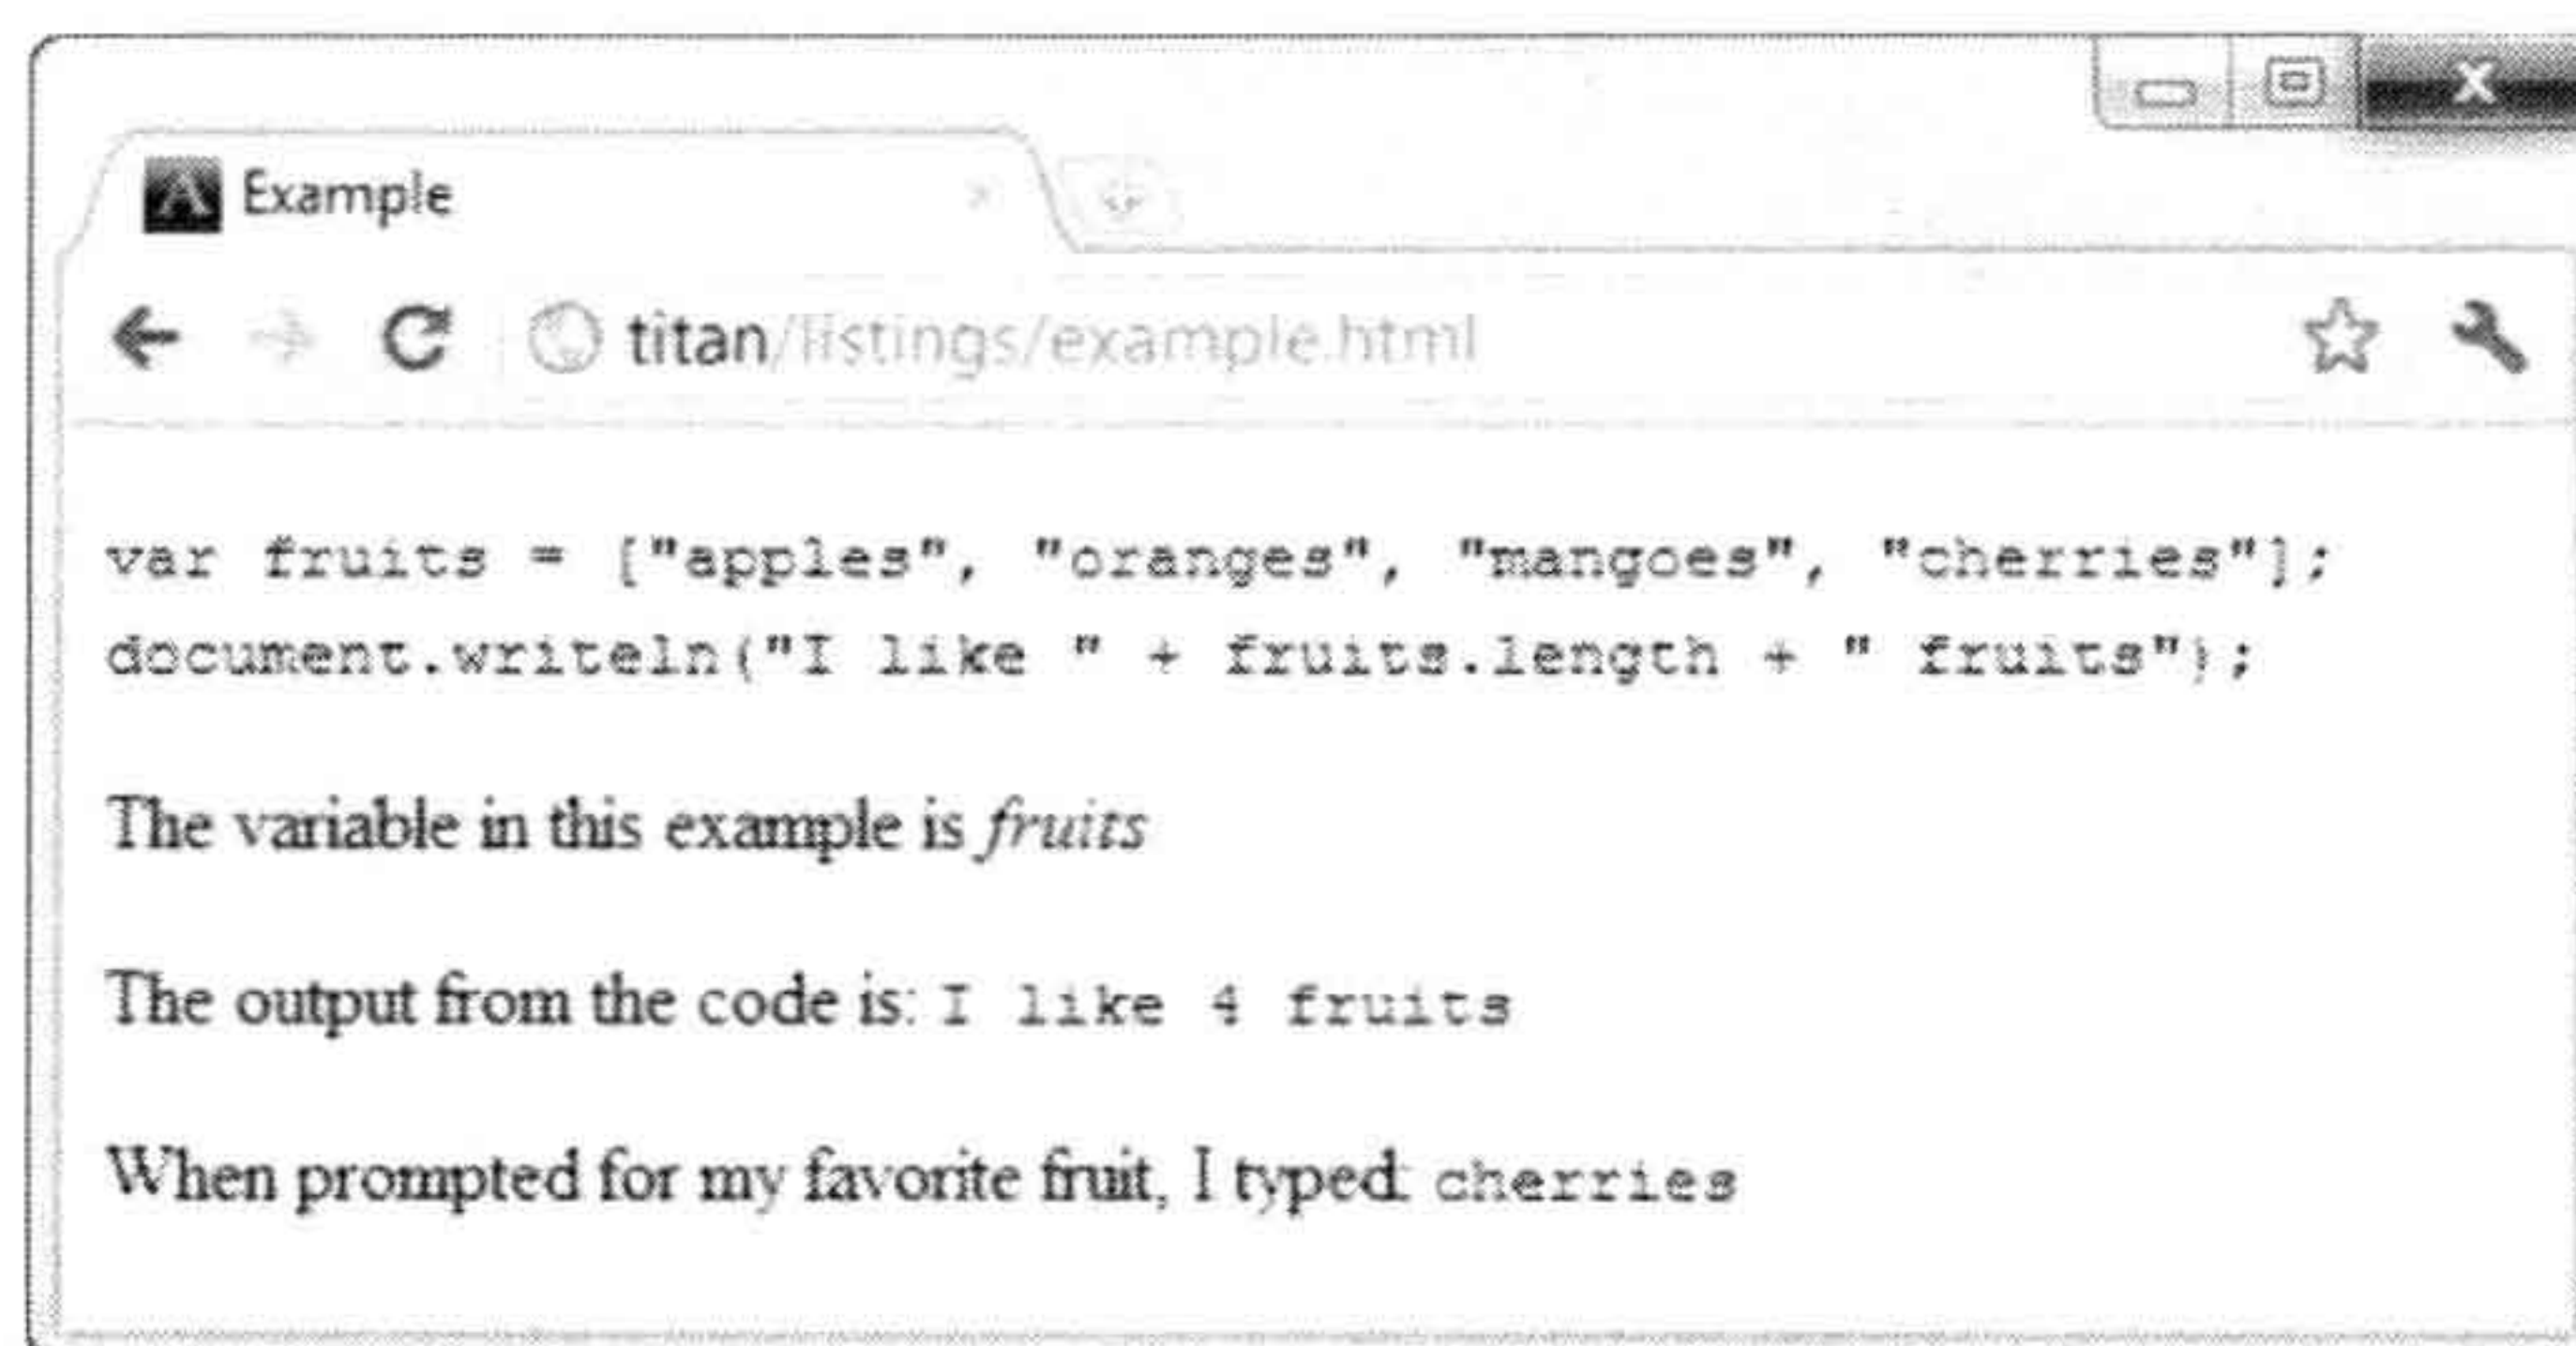 Example
titan/listings/example.html
var fruits = ["apples", "oranges", "mangoes", "cherries"];
document.writeln("I like " + fruits.length + " fruits");
The variable in this example is fruits
The output from the code is: I like 4 fruits
When prompted for my favorite fruit, I typed: cherries